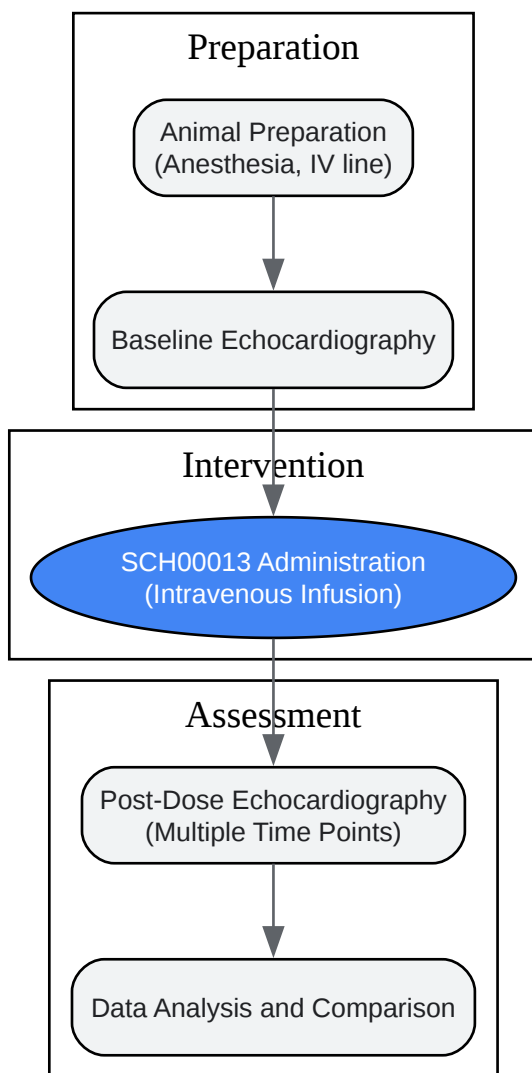 Preparation
Animal Preparation
(Anesthesia, IV line)
Baseline Echocardiography
Intervention
SCH00013 Administration
(Intravenous Infusion)
Assessment
Post-Dose Echocardiography
(Multiple Time Points)
Data Analysis and Comparison